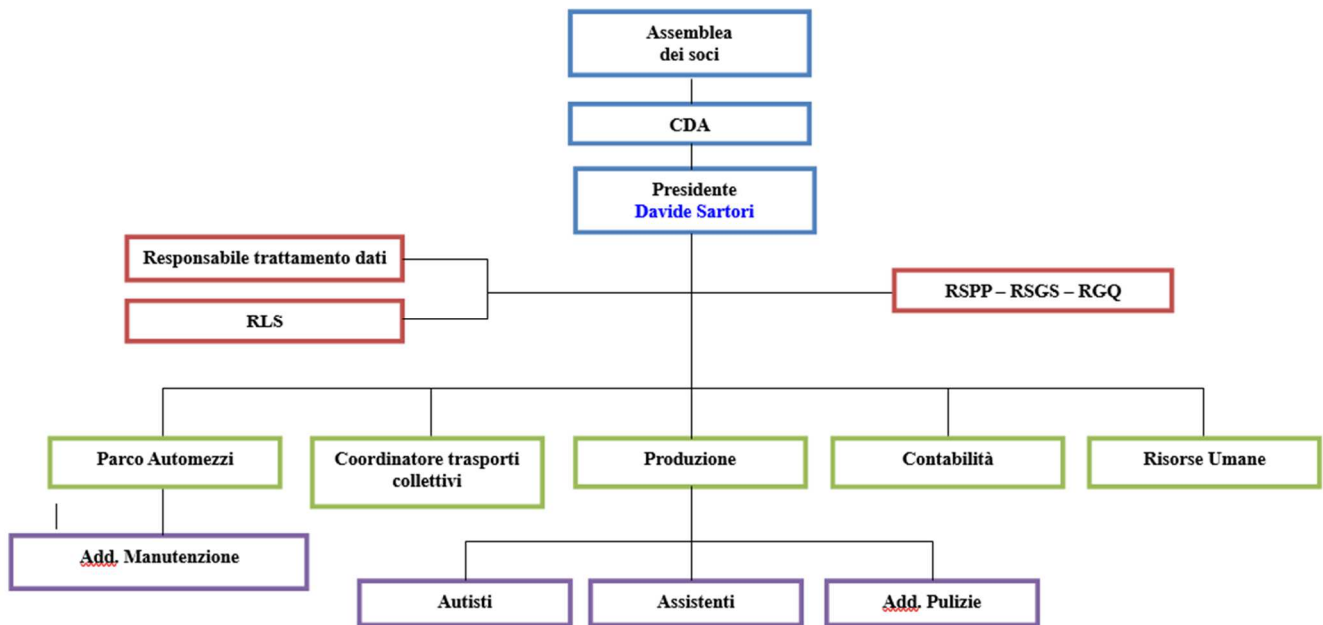 Assemblea
dei soci
CDA
Presidente
Davide Sartori
Responsabile trattamento dati
RLS
RSPP – RSGS – RGQ
Parco Automezzi
Coordinatore trasporti
collettivi
Produzione
Contabilità
Risorse Umane
Add. Manutenzione
Autisti
Assistenti
Add. Pulizie